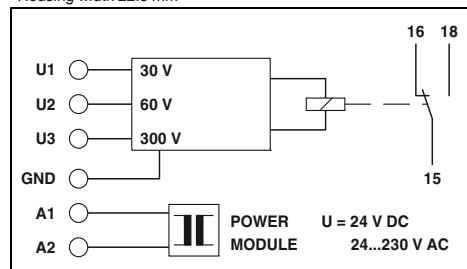 Housing width 22.5 mm
16 18
U1 30 V
U2 60 V
U3 300 V
GND
15
A1
A2
POWER U = 24 V DC
MODULE 24...230 V AC